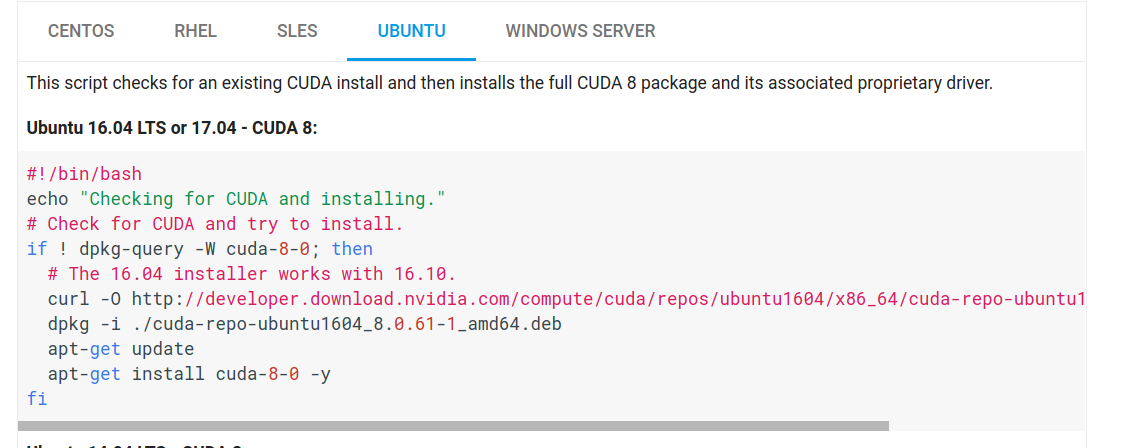 CENTOS RHEL SLES UBUNTU WINDOWS SERVER
This script checks for an existing CUDA install and then installs the full CUDA 8 package and its associated proprietary driver.
Ubuntu 16.04 LTS or 17.04 - CUDA 8:
#!/bin/bash
echo "Checking for CUDA and installing."
# Check for CUDA and try to install.
if ! dpkg-query -W cuda-8-0; then
  # The 16.04 installer works with 16.10.
  curl -O http://developer.download.nvidia.com/compute/cuda/repos/ubuntu1604/x86_64/cuda-repo-ubuntu1
  dpkg -i ./cuda-repo-ubuntu1604_8.0.61-1_amd64.deb
  apt-get update
  apt-get install cuda-8-0 -y
fi